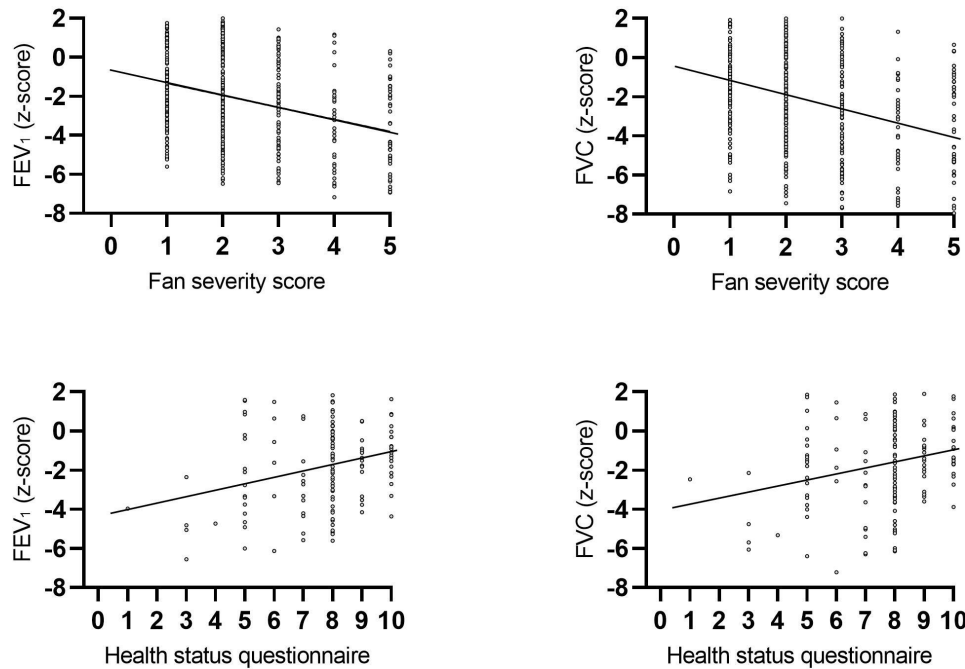 2
0
-2
-4
-6
-8
FEV₁ (z-score)
0 1 2 3 4 5
Fan severity score
2
0
-2
-4
-6
-8
FVC (z-score)
0 1 2 3 4 5
Fan severity score
2
0
-2
-4
-6
-8
FEV₁ (z-score)
0 1 2 3 4 5 6 7 8 9 10
Health status questionnaire
2
0
-2
-4
-6
-8
FVC (z-score)
0 1 2 3 4 5 6 7 8 9 10
Health status questionnaire